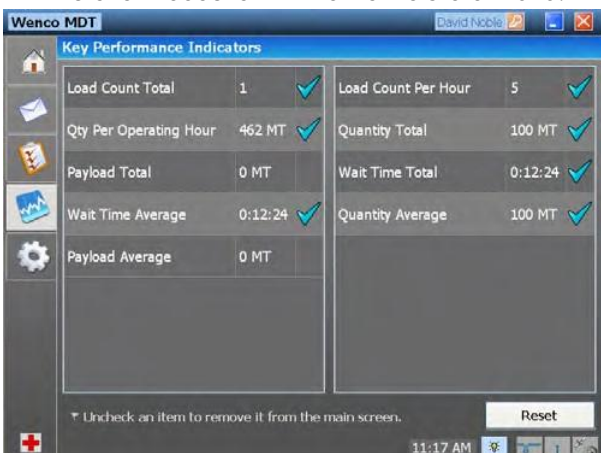 Wenco MDT
David Noble
Key Performance Indicators
Load Count Total 1
Qty Per Operating Hour 462 MT
Payload Total 0 MT
Wait Time Average 0:12:24
Payload Average 0 MT
Load Count Per Hour 5
Quantity Total 100 MT
Wait Time Total 0:12:24
Quantity Average 100 MT
* Uncheck an item to remove it from the main screen.
Reset
11:17 AM